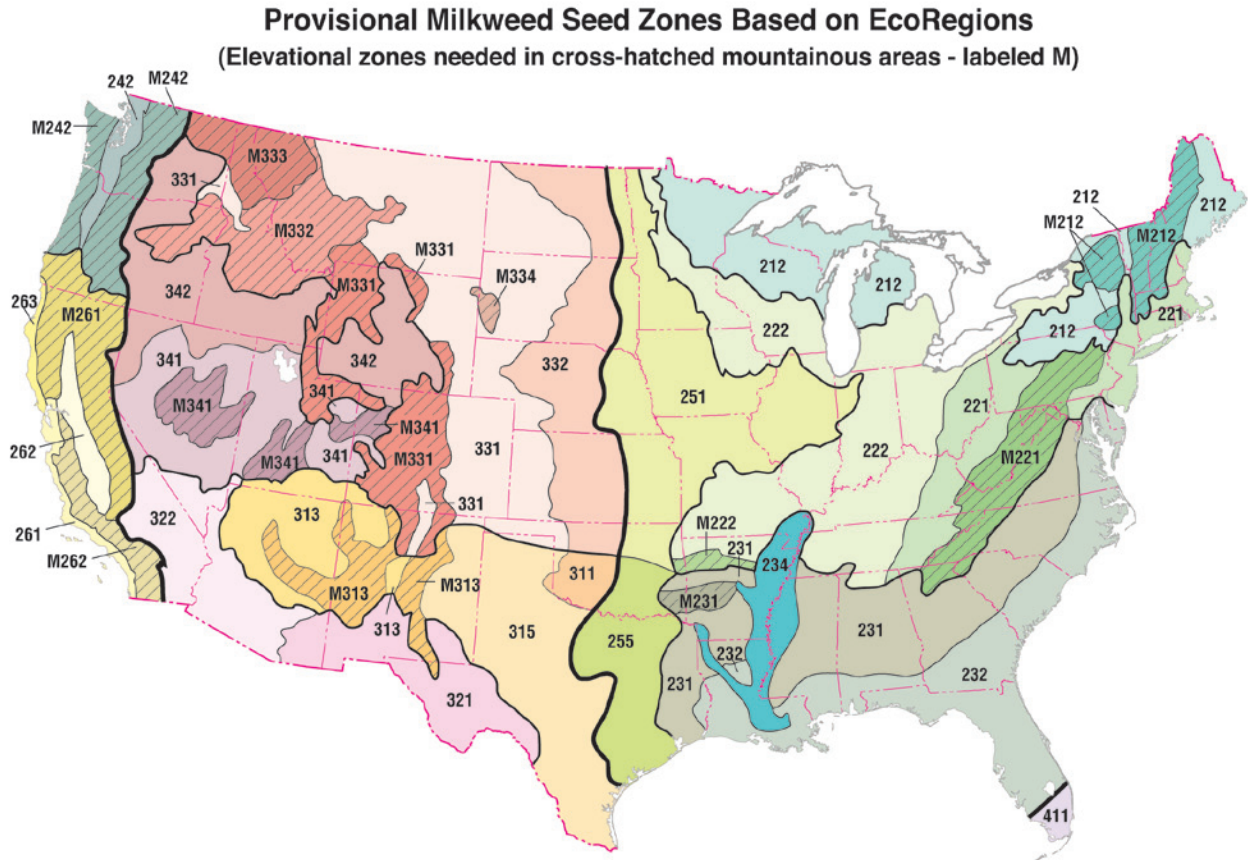 Provisional Milkweed Seed Zones Based on EcoRegions
(Elevational zones needed in cross-hatched mountainous areas - labeled M)
242
M242
M242
M333
331
212
212
M212
M212
M332
M331
M334
212
212
342
M331
263
M261
222
212
221
341
342
332
251
341
221
M341
M341
262
222
M221
M341
341
M331
331
331
322
313
M222
261
231
234
M262
311
M313
M231
M313
313
315
255
232
231
231
232
321
411